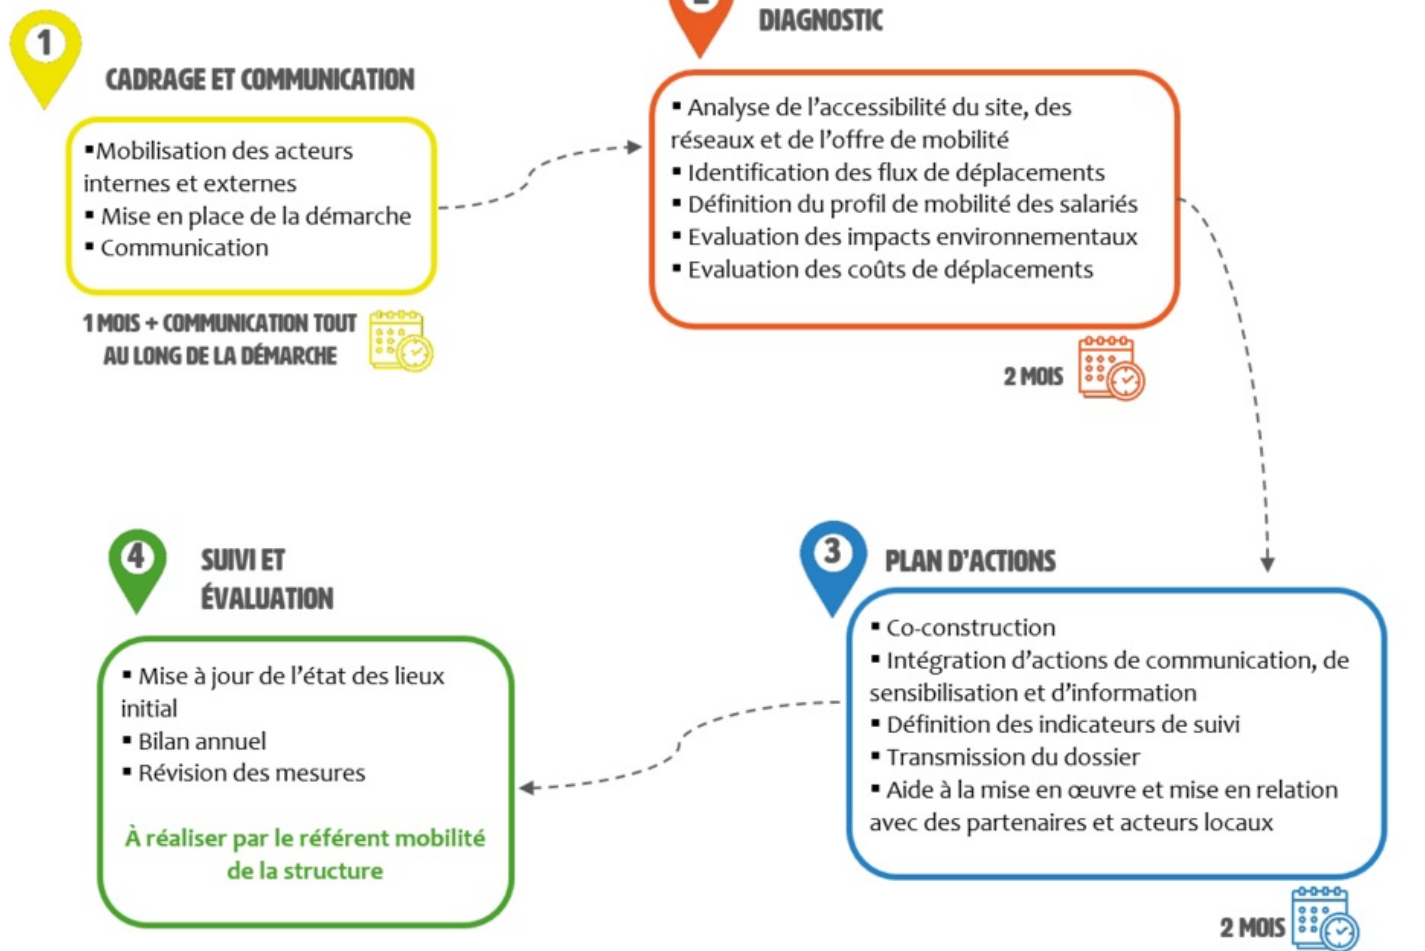 1
CADRAGE ET COMMUNICATION
▪Mobilisation des acteurs
internes et externes
▪ Mise en place de la démarche
▪ Communication
1 MOIS + COMMUNICATION TOUT
AU LONG DE LA DÉMARCHE
2
DIAGNOSTIC
▪ Analyse de l’accessibilité du site, des
réseaux et de l’offre de mobilité
▪ Identification des flux de déplacements
▪ Définition du profil de mobilité des salariés
▪ Evaluation des impacts environnementaux
▪ Evaluation des coûts de déplacements
2 MOIS
3
PLAN D’ACTIONS
▪ Co-construction
▪ Intégration d’actions de communication, de
sensibilisation et d’information
▪ Définition des indicateurs de suivi
▪ Transmission du dossier
▪ Aide à la mise en œuvre et mise en relation
avec des partenaires et acteurs locaux
2 MOIS
4
SUIVI ET
ÉVALUATION
▪ Mise à jour de l’état des lieux
initial
▪ Bilan annuel
▪ Révision des mesures
À réaliser par le référent mobilité
de la structure